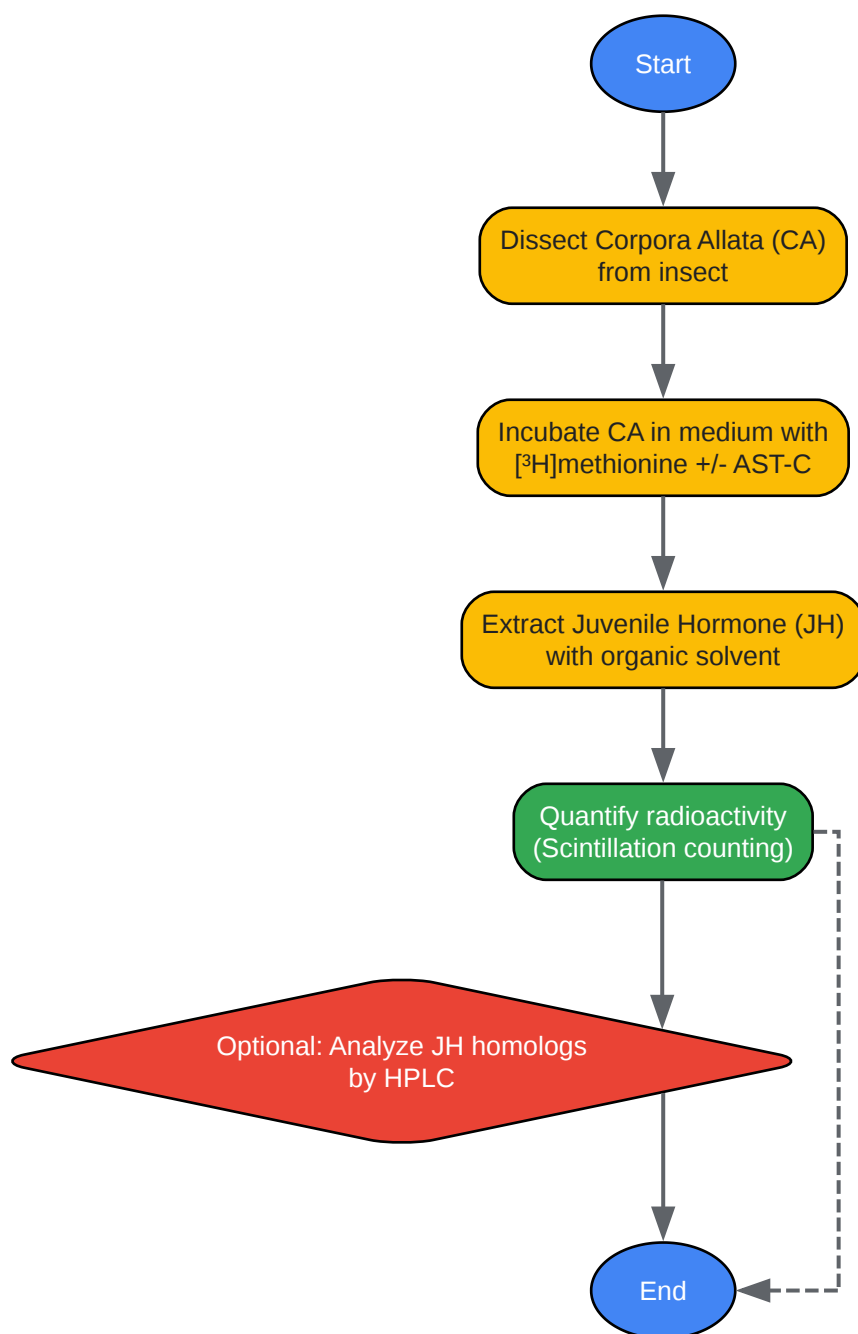 Start
Dissect Corpora Allata (CA)
from insect
Incubate CA in medium with
[³H]methionine +/- AST-C
Extract Juvenile Hormone (JH)
with organic solvent
Quantify radioactivity
(Scintillation counting)
Optional: Analyze JH homologs
by HPLC
End